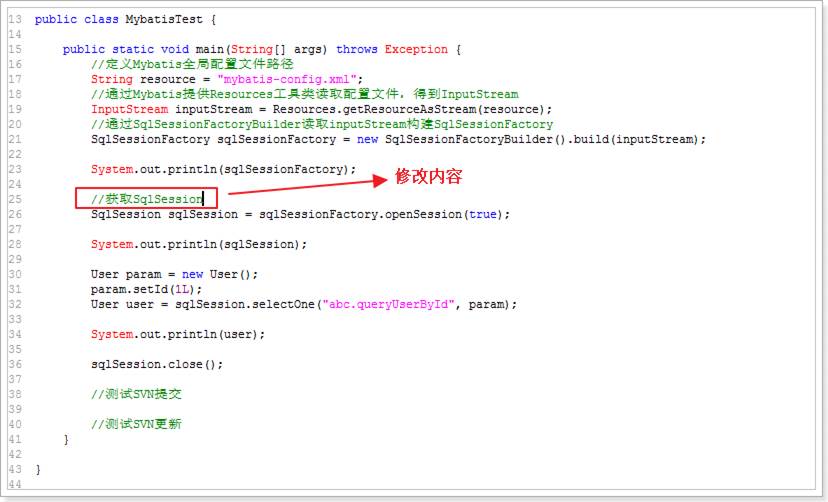 13 public class MybatisTest {
14
15 public static void main(String[] args) throws Exception {
16 //定义Mybatis全局配置文件路径
17 String resource = "mybatis-config.xml";
18 //通过Mybatis提供Resources工具类读取配置文件，得到InputStream
19 InputStream inputStream = Resources.getResourceAsStream(resource);
20 //通过SqlSessionFactoryBuilder读取inputStream构建SqlSessionFactory
21 SqlSessionFactory sqlSessionFactory = new SqlSessionFactoryBuilder().build(inputStream);
22
23 System.out.println(sqlSessionFactory);
修改内容
24
25 //获取SqlSession
26 SqlSession sqlSession = sqlSessionFactory.openSession(true);
27
28 System.out.println(sqlSession);
29
30 User param = new User();
31 param.setId(1L);
32 User user = sqlSession.selectOne("abc.queryUserById", param);
33
34 System.out.println(user);
35
36 sqlSession.close();
37
38 //测试SVN提交
39
40 //测试SVN更新
41 }
42
43 }
44